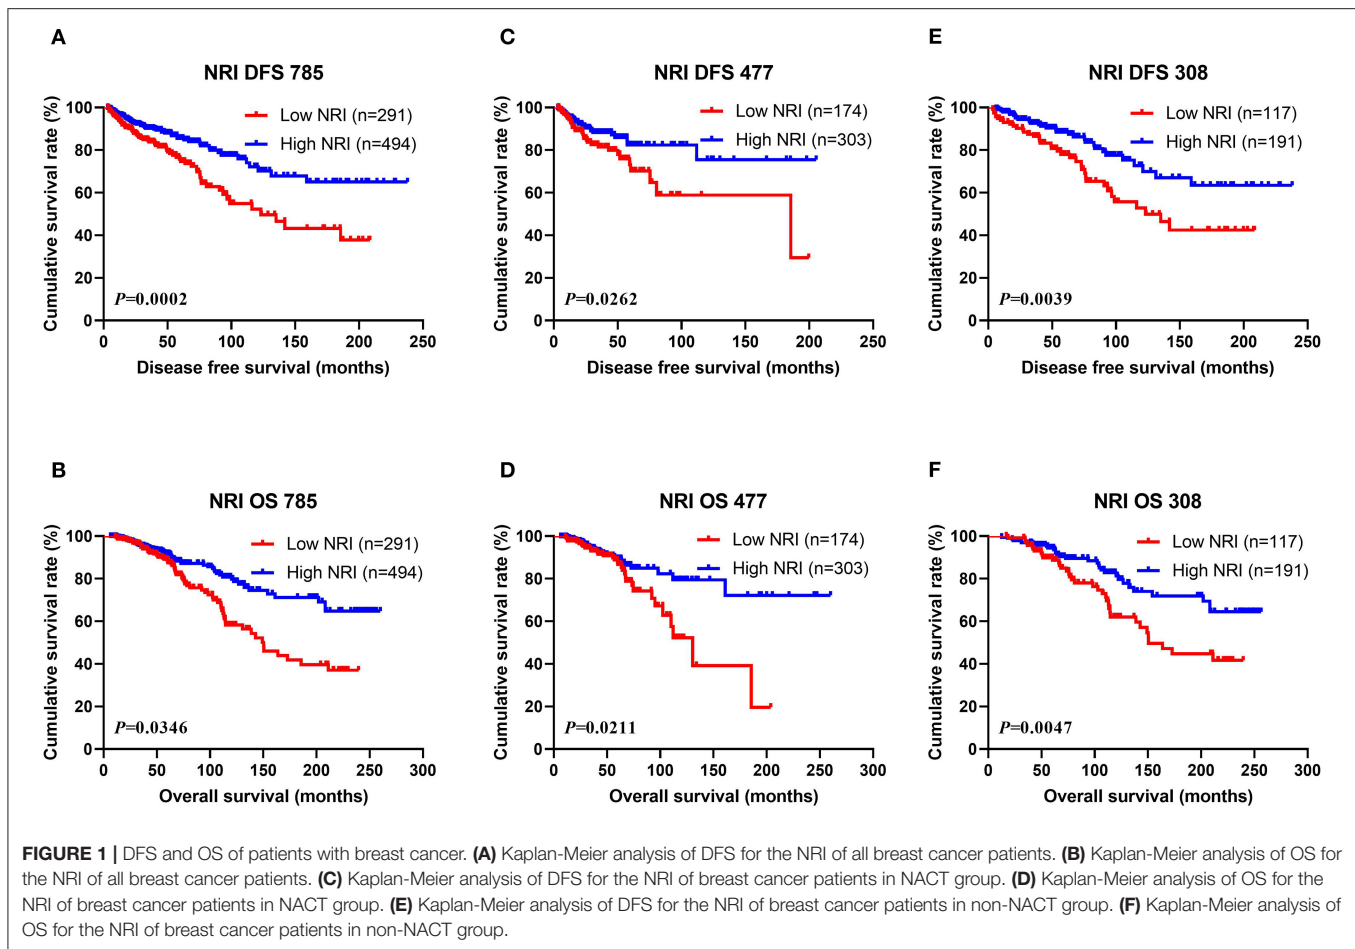 A
NRI DFS 785
Cumulative survival rate (%)
100
80
60
40
20
0
Low NRI (n=291)
High NRI (n=494)
P=0.0002
0 50 100 150 200 250
Disease free survival (months)
C
NRI DFS 477
Cumulative survival rate (%)
100
80
60
40
20
0
Low NRI (n=174)
High NRI (n=303)
P=0.0262
0 50 100 150 200 250
Disease free survival (months)
E
NRI DFS 308
Cumulative survival rate (%)
100
80
60
40
20
0
Low NRI (n=117)
High NRI (n=191)
P=0.0039
0 50 100 150 200 250
Disease free survival (months)
B
NRI OS 785
Cumulative survival rate (%)
100
80
60
40
20
0
Low NRI (n=291)
High NRI (n=494)
P=0.0346
0 50 100 150 200 250 300
Overall survival (months)
D
NRI OS 477
Cumulative survival rate (%)
100
80
60
40
20
0
Low NRI (n=174)
High NRI (n=303)
P=0.0211
0 50 100 150 200 250 300
Overall survival (months)
F
NRI OS 308
Cumulative survival rate (%)
100
80
60
40
20
0
Low NRI (n=117)
High NRI (n=191)
P=0.0047
0 50 100 150 200 250 300
Overall survival (months)
FIGURE 1 | DFS and OS of patients with breast cancer. (A) Kaplan-Meier analysis of DFS for the NRI of all breast cancer patients. (B) Kaplan-Meier analysis of OS for
the NRI of all breast cancer patients. (C) Kaplan-Meier analysis of DFS for the NRI of breast cancer patients in NACT group. (D) Kaplan-Meier analysis of OS for the
NRI of breast cancer patients in NACT group. (E) Kaplan-Meier analysis of DFS for the NRI of breast cancer patients in non-NACT group. (F) Kaplan-Meier analysis of
OS for the NRI of breast cancer patients in non-NACT group.